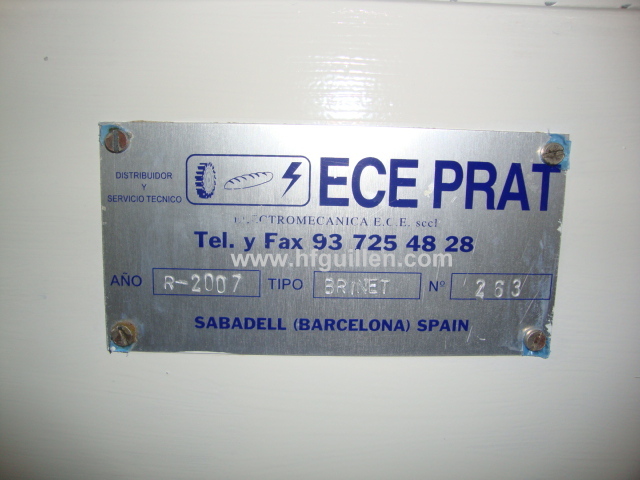 DISTRIBUIDOR
Y
SERVICIO TECNICO
ECE PRAT
ELECTROMECANICA E.C.E. sccl
Tel. y Fax 93 725 48 28
www.hfguillen.com
AÑO R-2007 TIPO BRINET Nº 263
SABADELL (BARCELONA) SPAIN